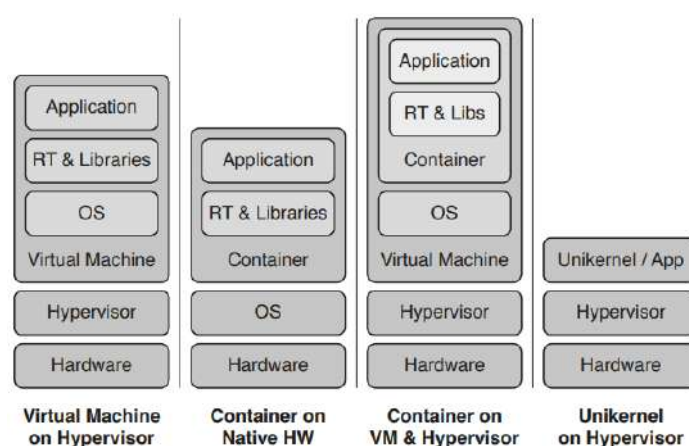 Application
RT & Libraries
OS
Virtual Machine
Hypervisor
Hardware
Virtual Machine
on Hypervisor
Application
RT & Libraries
Container
OS
Hardware
Container on
Native HW
Application
RT & Libs
Container
OS
Virtual Machine
Hypervisor
Hardware
Container on
VM & Hypervisor
Unikernel / App
Hypervisor
Hardware
Unikernel
on Hypervisor